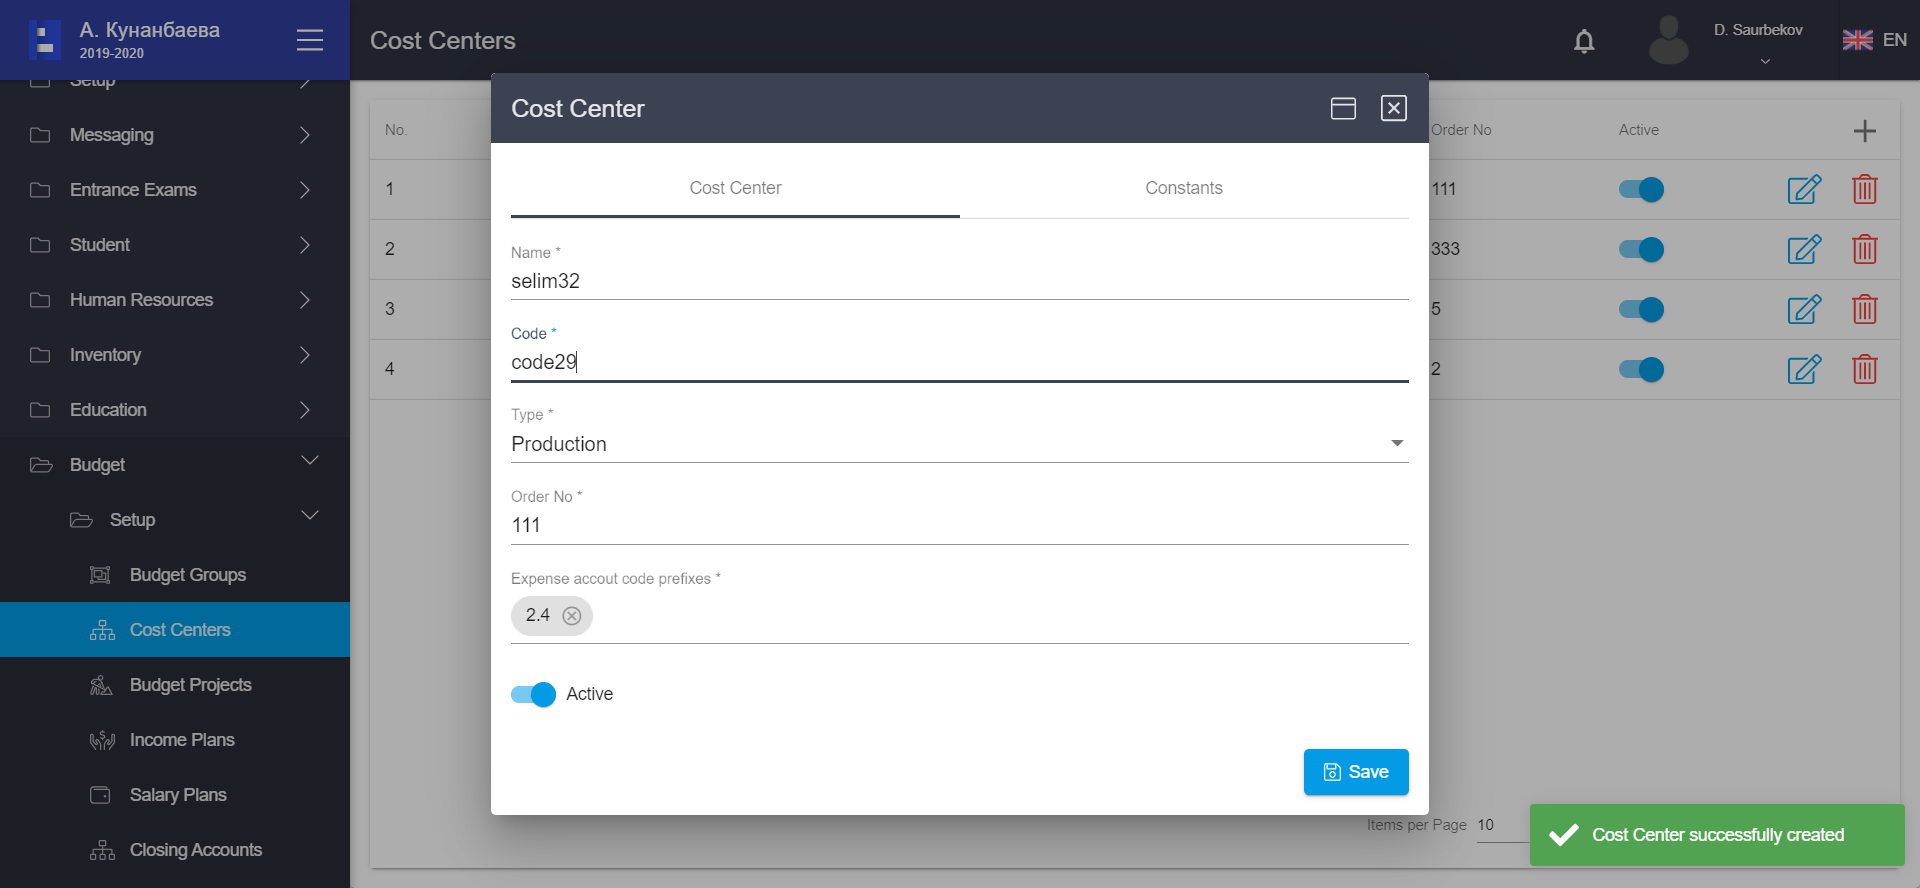 А. Кунанбаева
2019-2020
Cost Centers
D. Saurbekov
EN
Setup
Messaging
Entrance Exams
Student
Human Resources
Inventory
Education
Budget
Setup
Budget Groups
Cost Centers
Budget Projects
Income Plans
Salary Plans
Closing Accounts
No.
Order No
Active
1
111
2
333
3
5
4
2
Cost Center
Cost Center
Constants
Name *
selim32
Code *
code29
Type *
Production
Order No *
111
Expense accout code prefixes *
2.4
Active
Save
Items per Page 10
Cost Center successfully created